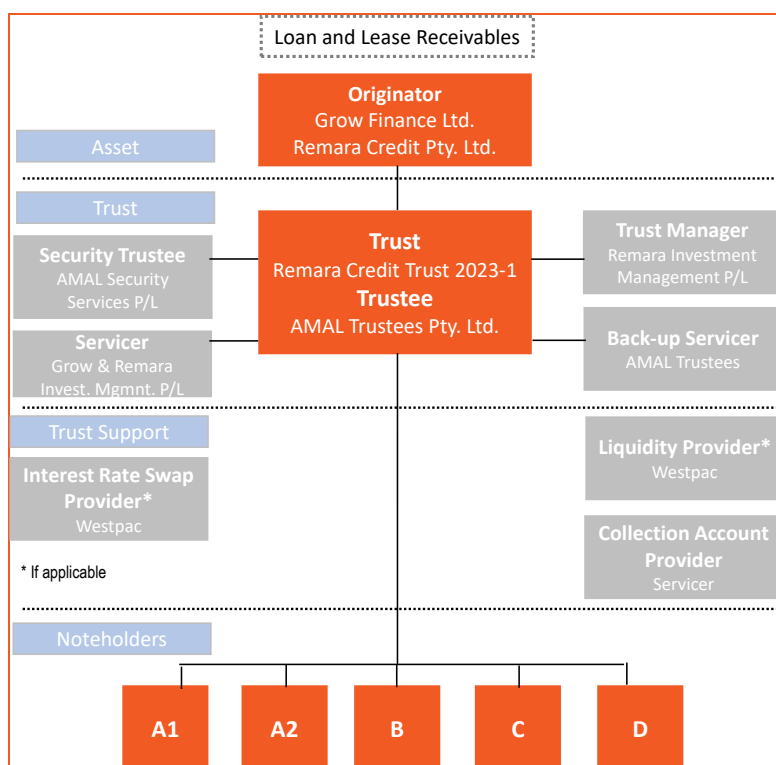 Loan and Lease Receivables
Originator
Grow Finance Ltd.
Remara Credit Pty. Ltd.
Asset
Trust
Security Trustee
AMAL Security
Services P/L
Servicer
Grow & Remara
Invest. Mgmnt. P/L
Trust
Remara Credit Trust 2023-1
Trustee
AMAL Trustees Pty. Ltd.
Trust Manager
Remara Investment
Management P/L
Back-up Servicer
AMAL Trustees
Trust Support
Interest Rate Swap
Provider*
Westpac
* If applicable
Liquidity Provider*
Westpac
Collection Account
Provider
Servicer
Noteholders
A1
A2
B
C
D